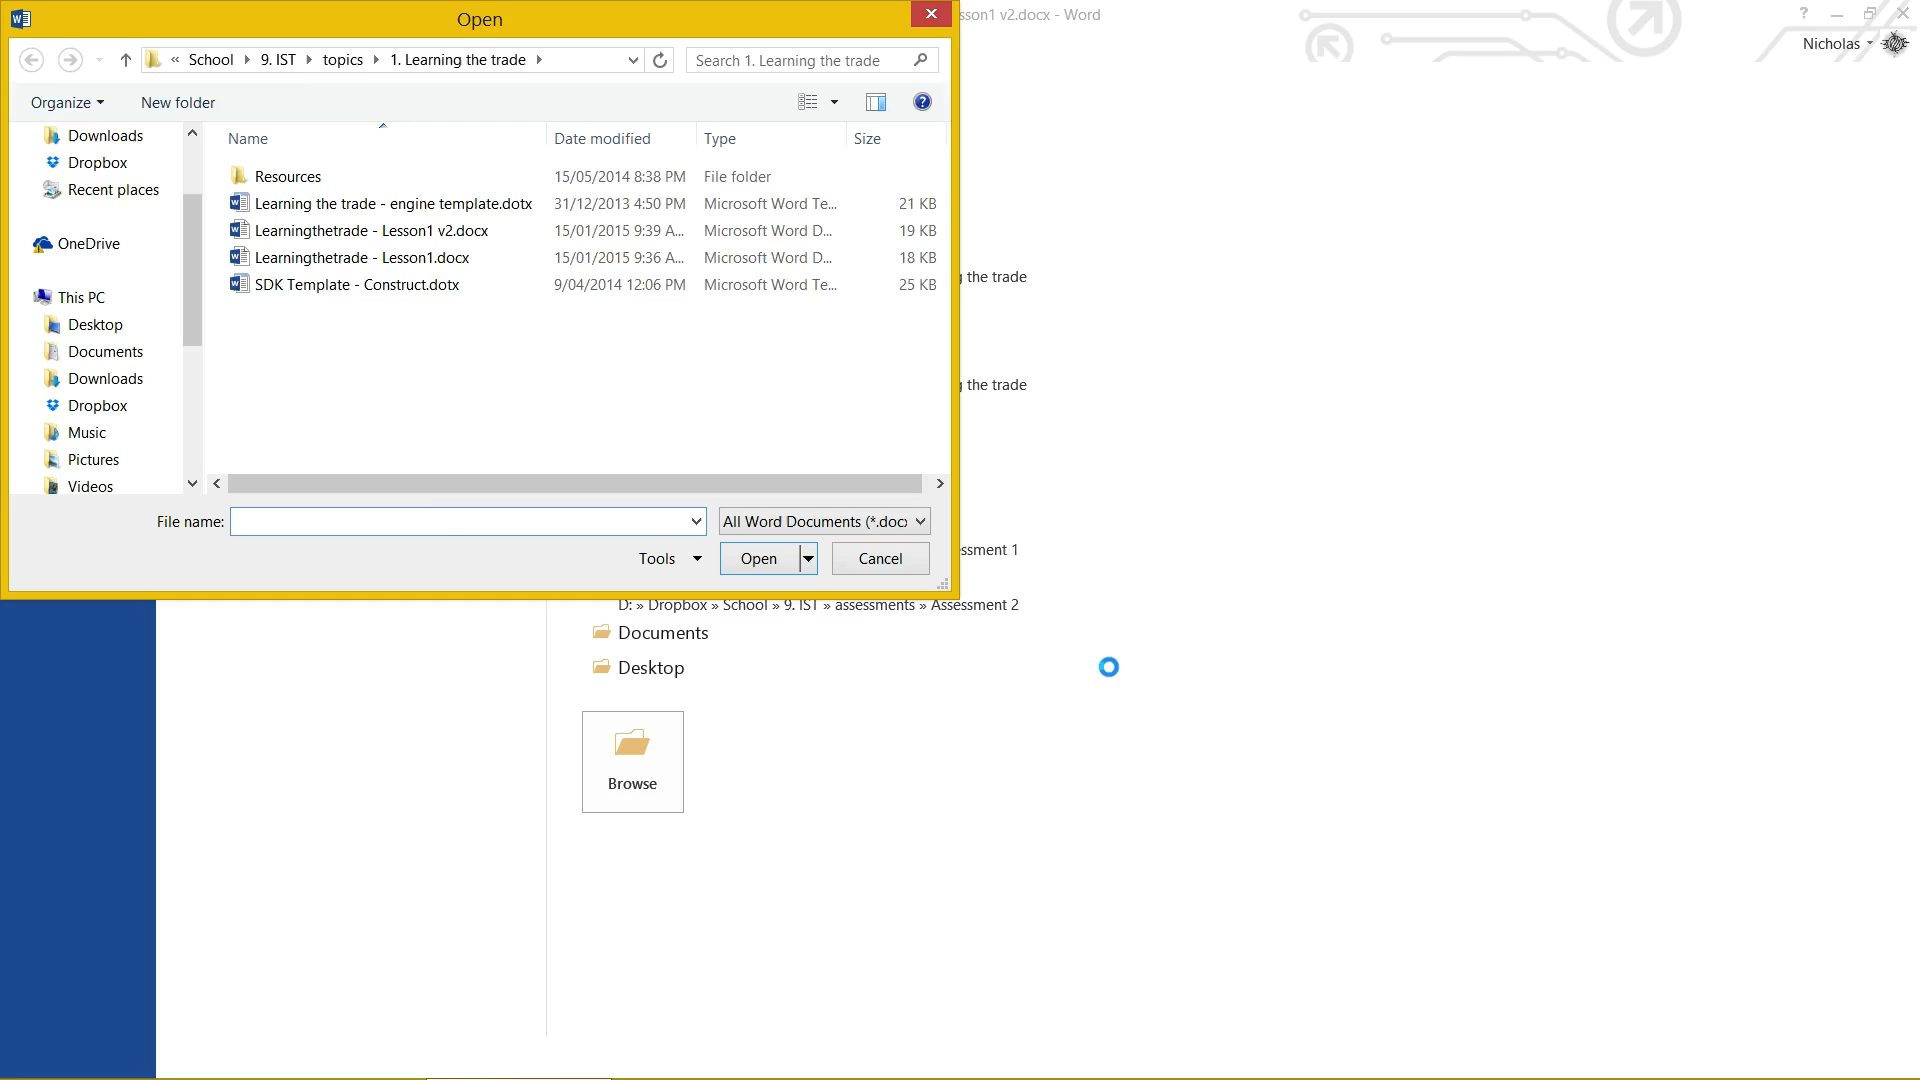 Open
sson1 v2.docx - Word
?
Nicholas
« School 9. IST topics 1. Learning the trade
Search 1. Learning the trade
Organize
New folder
Name
Date modified
Type
Size
Downloads
Dropbox
Recent places
OneDrive
This PC
Desktop
Documents
Downloads
Dropbox
Music
Pictures
Videos
Resources 15/05/2014 8:38 PM File folder
Learning the trade - engine template.dotx 31/12/2013 4:50 PM Microsoft Word Te... 21 KB
Learningthetrade - Lesson1 v2.docx 15/01/2015 9:39 A... Microsoft Word D... 19 KB
Learningthetrade - Lesson1.docx 15/01/2015 9:36 A... Microsoft Word D... 18 KB
SDK Template - Construct.dotx 9/04/2014 12:06 PM Microsoft Word Te... 25 KB
g the trade
g the trade
File name:
All Word Documents (*.docx
Tools
Open
Cancel
ssment 1
D: » Dropbox » School » 9. IST » assessments » Assessment 2
Documents
Desktop
Browse